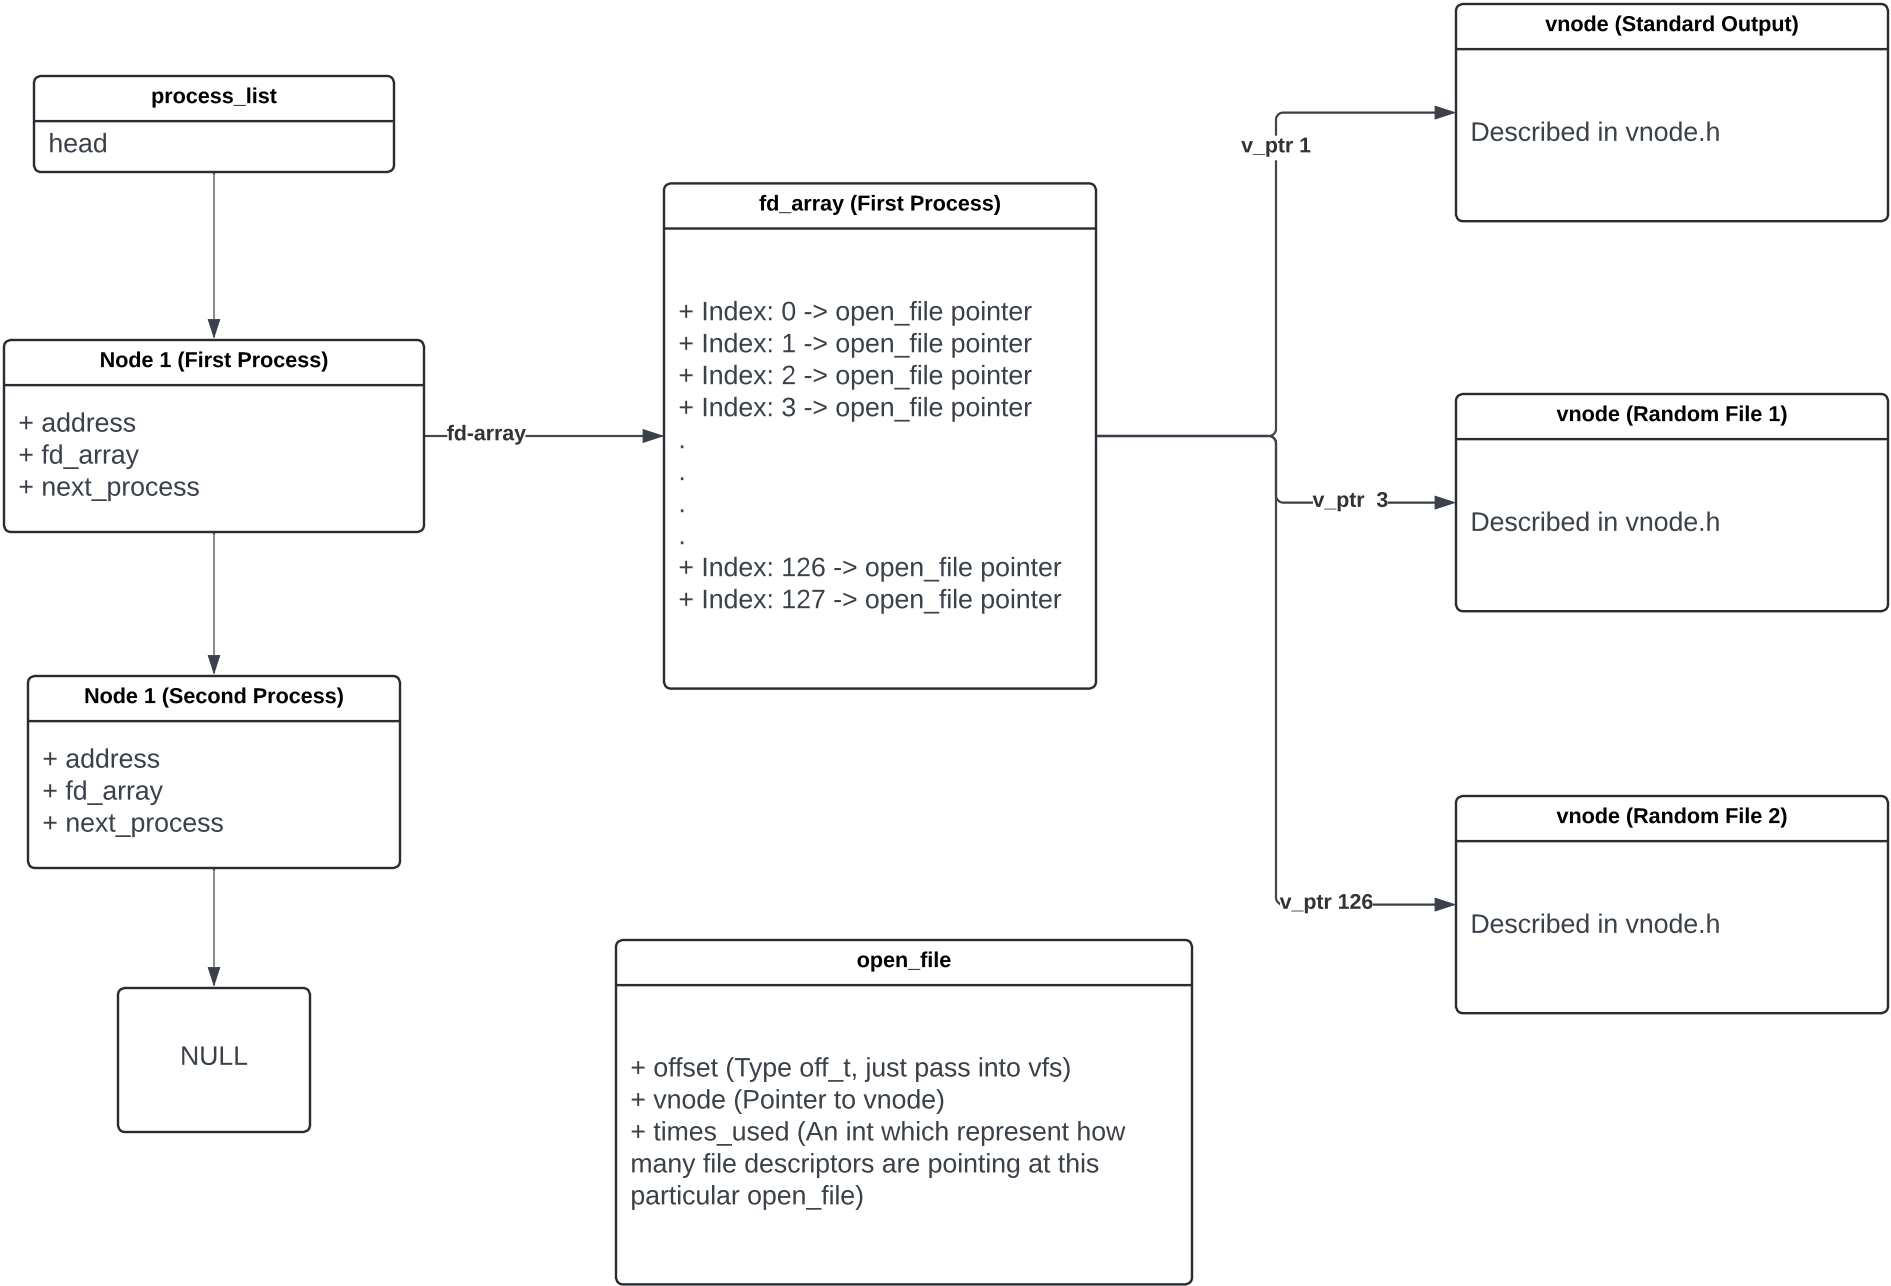 process_list
head
Node 1 (First Process)
+ address
+ fd_array
+ next_process
Node 1 (Second Process)
+ address
+ fd_array
+ next_process
NULL
fd-array
fd_array (First Process)
+ Index: 0 -> open_file pointer
+ Index: 1 -> open_file pointer
+ Index: 2 -> open_file pointer
+ Index: 3 -> open_file pointer
.
.
.
.
+ Index: 126 -> open_file pointer
+ Index: 127 -> open_file pointer
open_file
+ offset (Type off_t, just pass into vfs)
+ vnode (Pointer to vnode)
+ times_used (An int which represent how
many file descriptors are pointing at this
particular open_file)
v_ptr 1
vnode (Standard Output)
Described in vnode.h
v_ptr  3
vnode (Random File 1)
Described in vnode.h
v_ptr 126
vnode (Random File 2)
Described in vnode.h